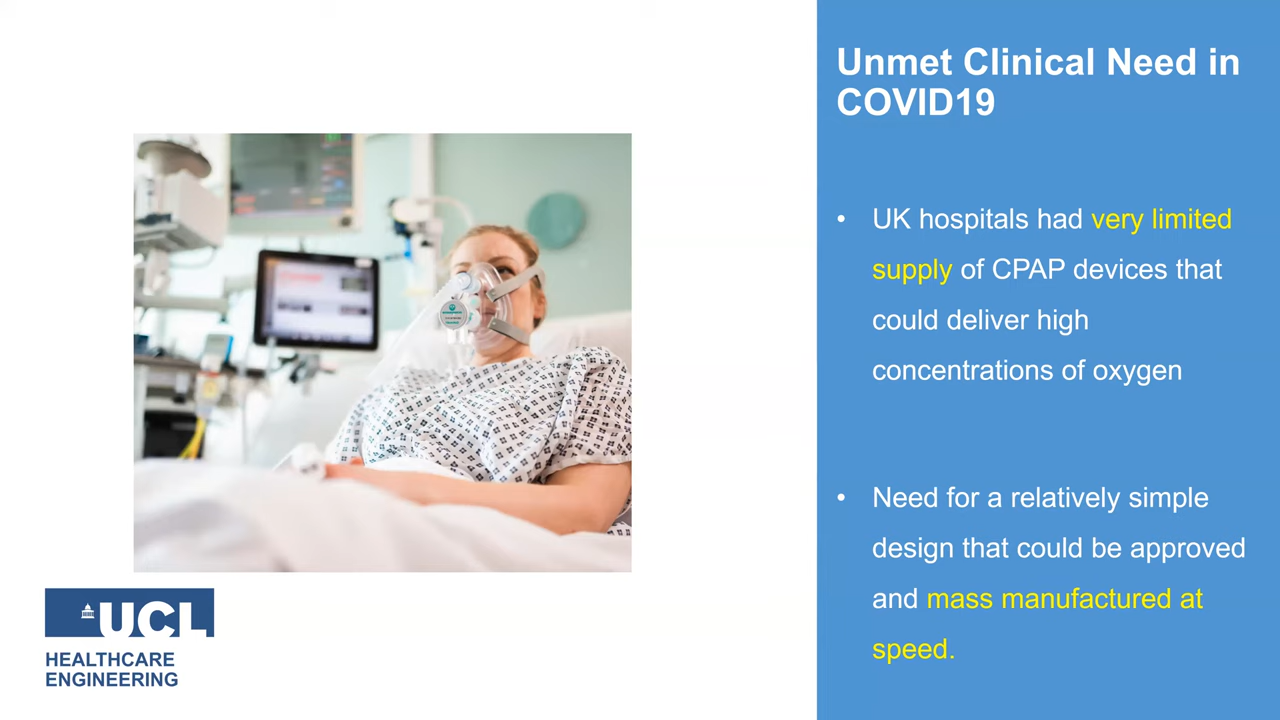 Unmet Clinical Need in
COVID19
• UK hospitals had very limited
supply of CPAP devices that
could deliver high
concentrations of oxygen
• Need for a relatively simple
design that could be approved
and mass manufactured at
speed.
UCL
HEALTHCARE
ENGINEERING